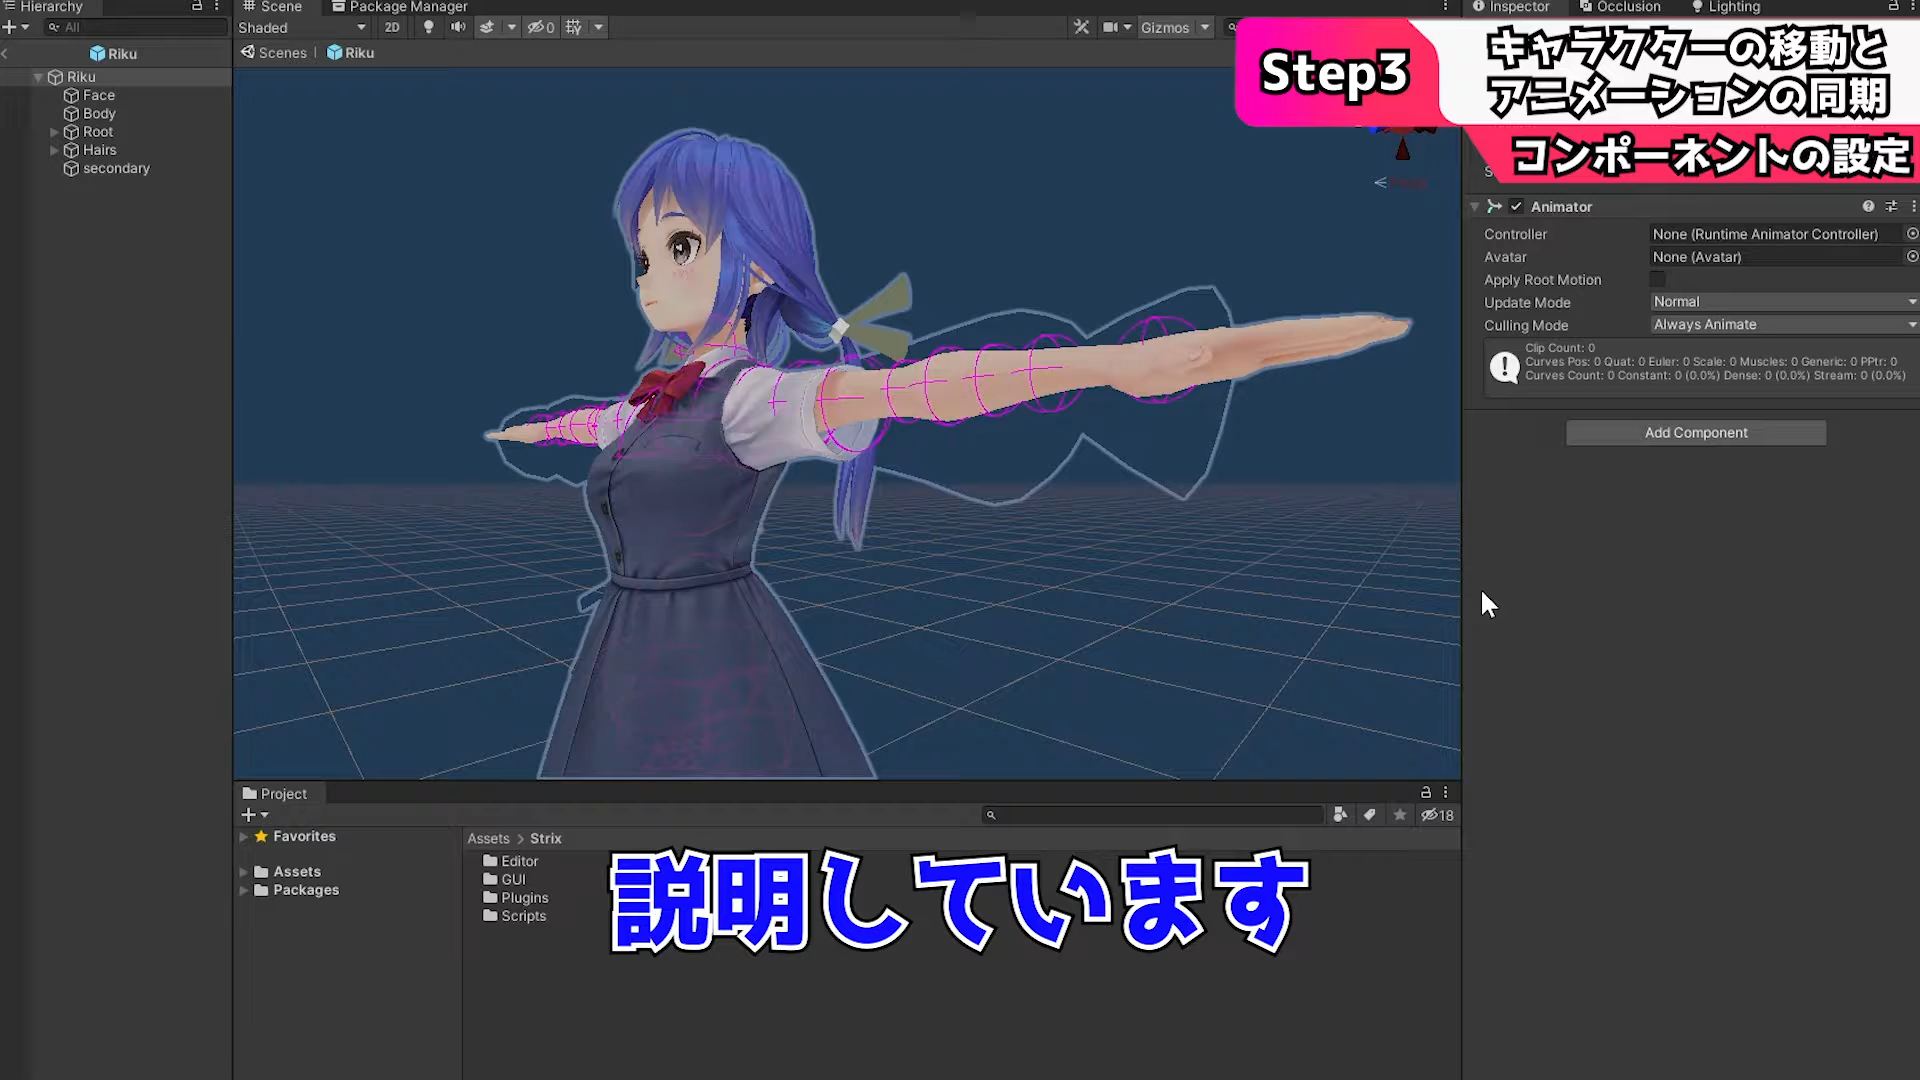 Hierarchy
All
Riku
Riku
Face
Body
Root
Hairs
secondary
Scene
Package Manager
Shaded
2D
0
Gizmos
Scenes
Riku
Inspector
Occlusion
Lighting
Step3
キャラクターの移動と
アニメーションの同期
コンポーネントの設定
Animator
Controller
None (Runtime Animator Controller)
Avatar
None (Avatar)
Apply Root Motion
Update Mode
Normal
Culling Mode
Always Animate
Clip Count: 0
Curves Pos: 0 Quat: 0 Euler: 0 Scale: 0 Muscles: 0 Generic: 0 PPtr: 0
Curves Count: 0 Constant: 0 (0.0%) Dense: 0 (0.0%) Stream: 0 (0.0%)
Add Component
Project
18
Favorites
Assets
Packages
Assets > Strix
Editor
GUI
Plugins
Scripts
説明しています